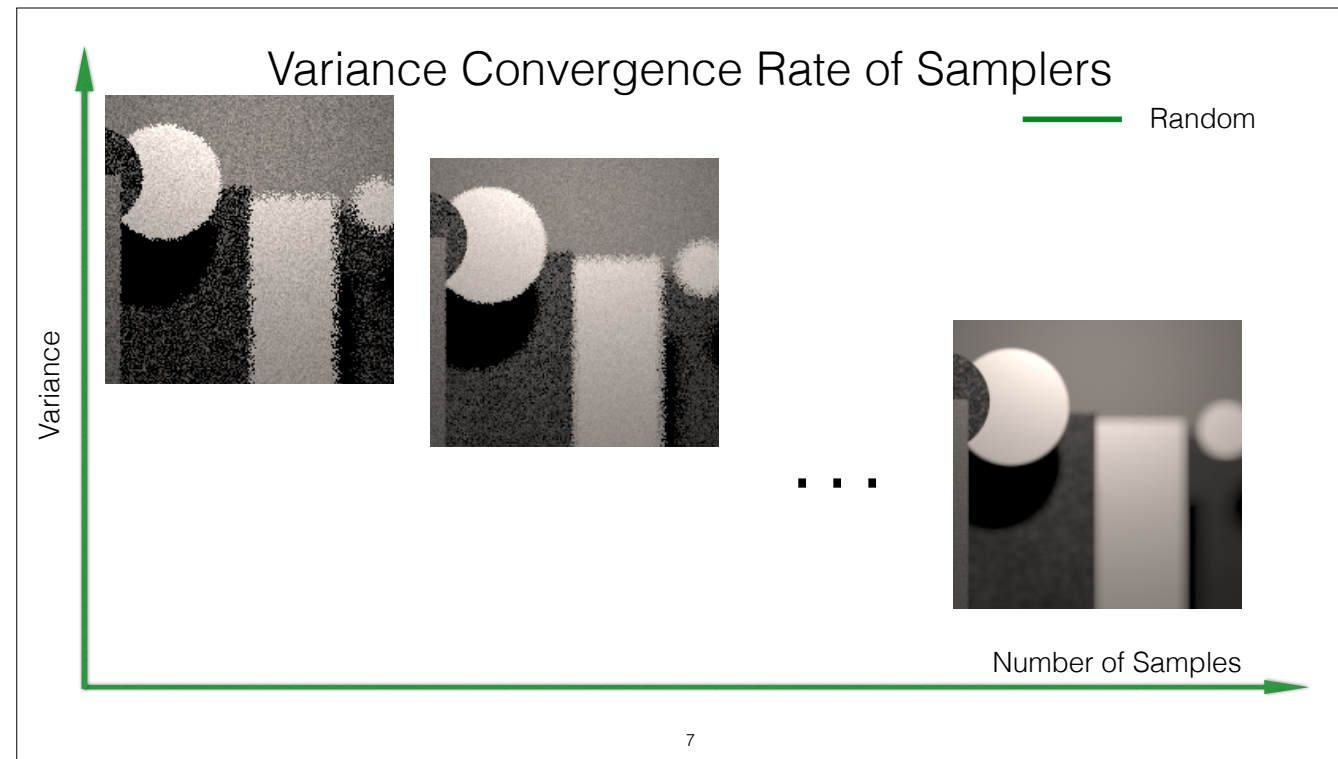 Variance Convergence Rate of Samplers
Random
Variance
. . .
Number of Samples
7